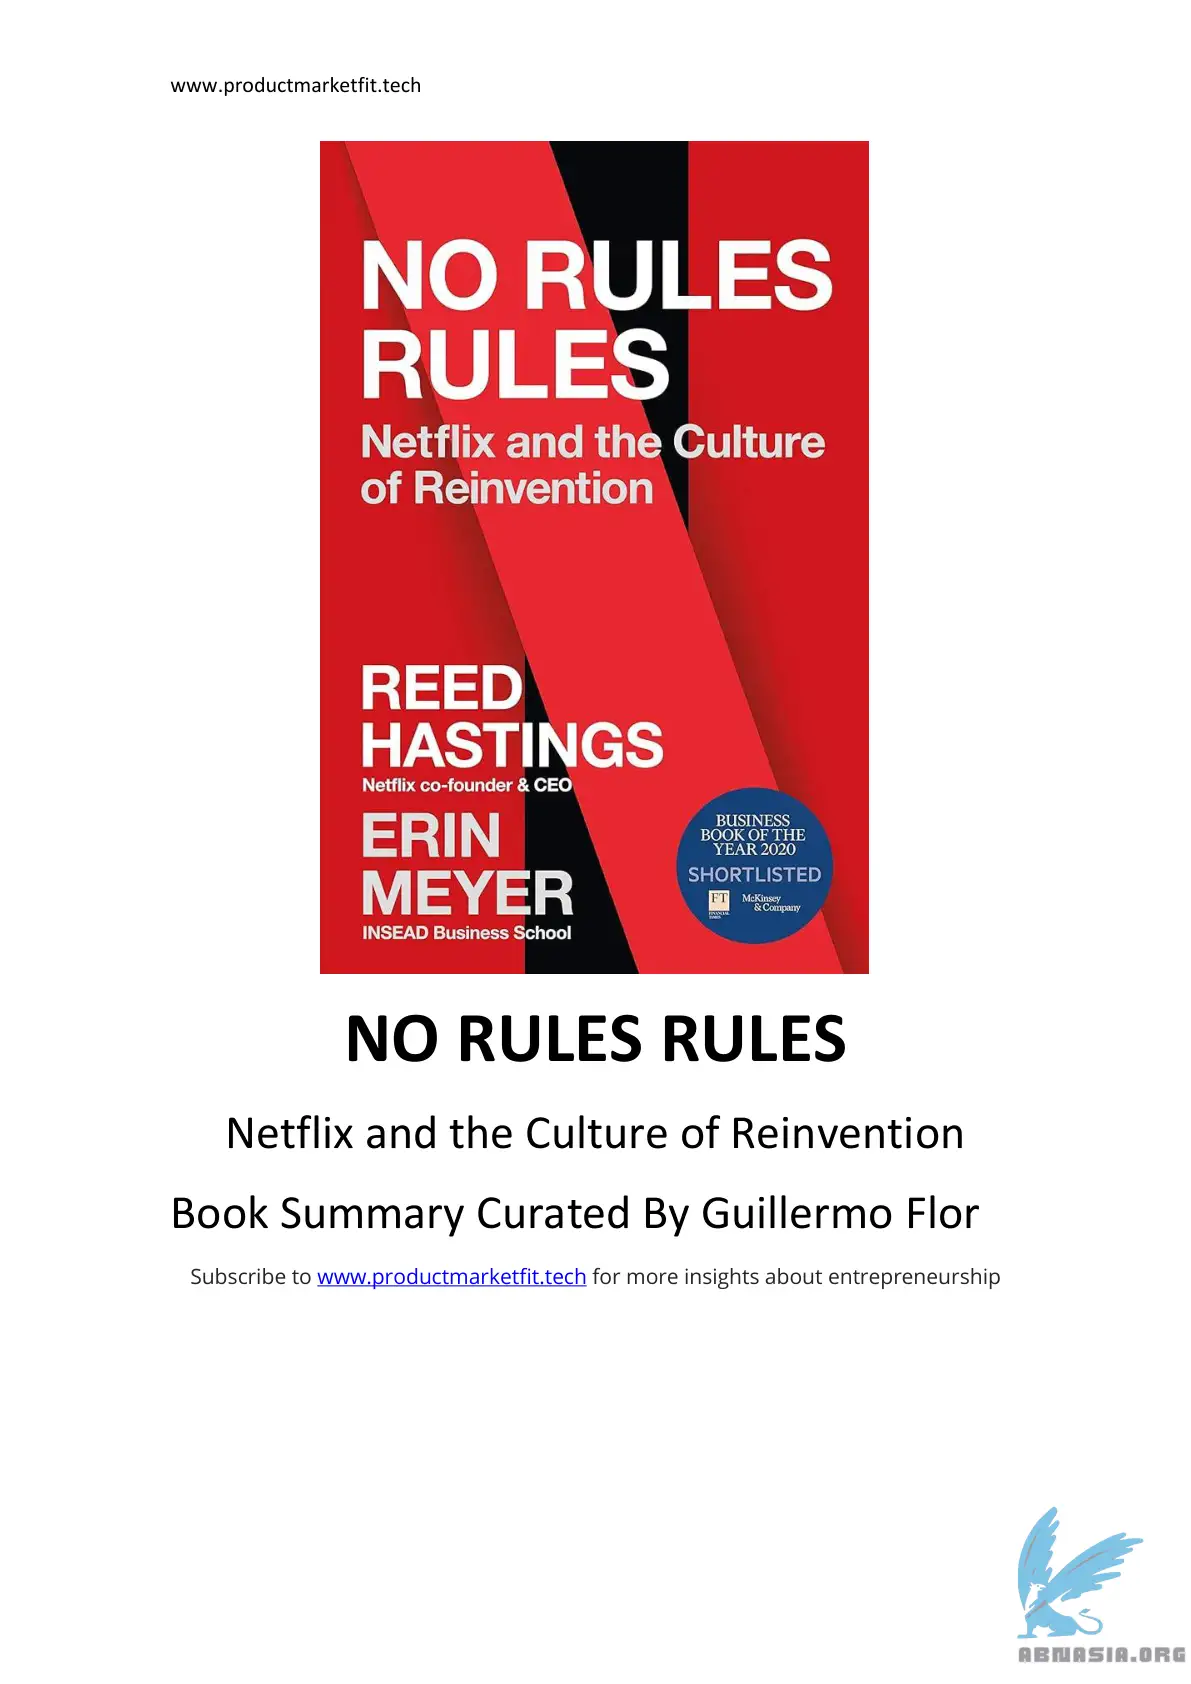 www.productmarketfit.tech
NO RULES
RULES
Netflix and the Culture
of Reinvention
REED
HASTINGS
Netflix co-founder & CEO
ERIN
MEYER
INSEAD Business School
BUSINESS
BOOK OF THE
YEAR 2020
SHORTLISTED
FT
FINANCIAL
TIMES
McKinsey
& Company
NO RULES RULES
Netflix and the Culture of Reinvention
Book Summary Curated By Guillermo Flor
Subscribe to www.productmarketfit.tech for more insights about entrepreneurship
ABNASIA.ORG